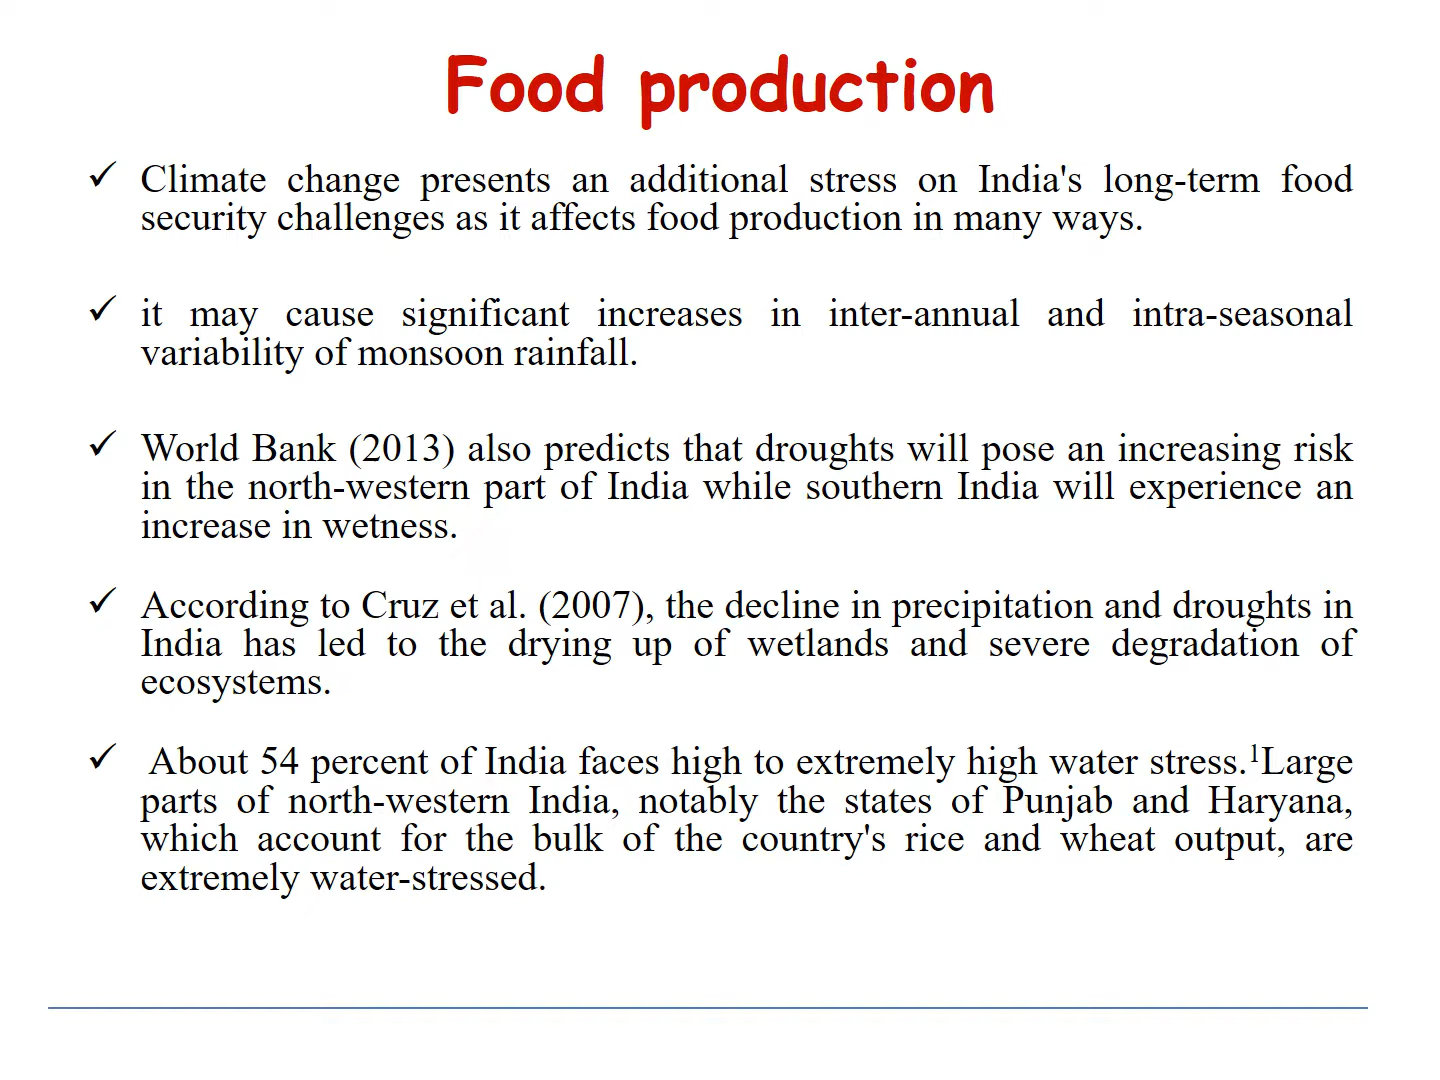 Food production
✓ Climate change presents an additional stress on India's long-term food
security challenges as it affects food production in many ways.
✓ it may cause significant increases in inter-annual and intra-seasonal
variability of monsoon rainfall.
✓ World Bank (2013) also predicts that droughts will pose an increasing risk
in the north-western part of India while southern India will experience an
increase in wetness.
✓ According to Cruz et al. (2007), the decline in precipitation and droughts in
India has led to the drying up of wetlands and severe degradation of
ecosystems.
✓ About 54 percent of India faces high to extremely high water stress.¹Large
parts of north-western India, notably the states of Punjab and Haryana,
which account for the bulk of the country's rice and wheat output, are
extremely water-stressed.